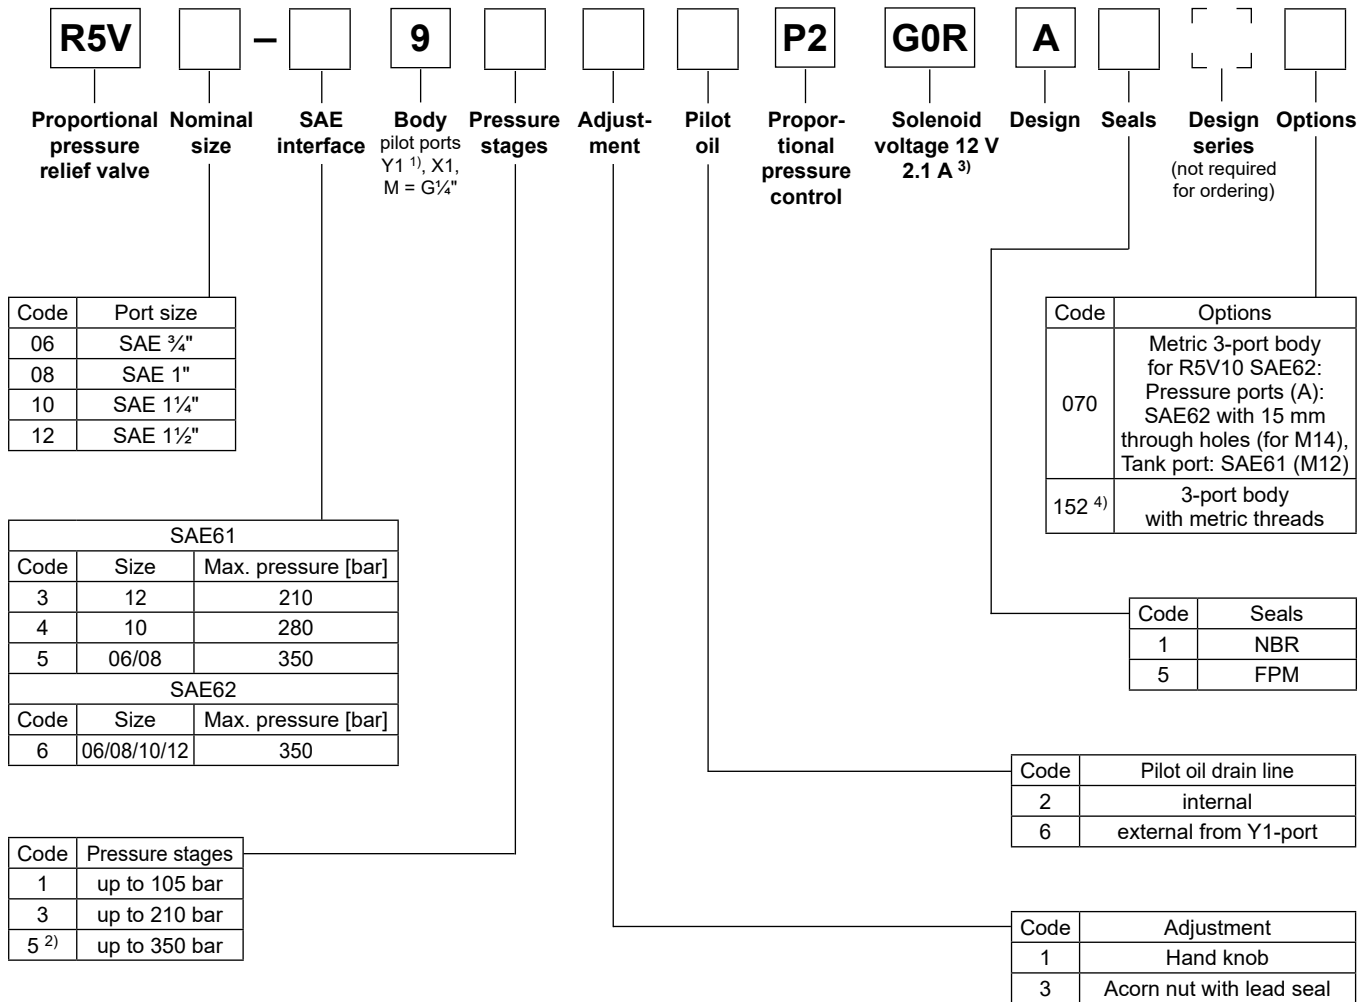 R5V – 9 P2 G0R A
Proportional
pressure
relief valve
Nominal
size
SAE
interface
Body
pilot ports
Y1 1), X1,
M = G¼"
Pressure
stages
Adjust-
ment
Pilot
oil
Propor-
tional
pressure
control
Solenoid
voltage 12 V
2.1 A 3)
Design
Seals
Design
series
(not required
for ordering)
Options
Code Port size
06 SAE ¾"
08 SAE 1"
10 SAE 1¼"
12 SAE 1½"
Code Options
070 Metric 3-port body
for R5V10 SAE62:
Pressure ports (A):
SAE62 with 15 mm
through holes (for M14),
Tank port: SAE61 (M12)
152 4) 3-port body
with metric threads
SAE61
Code Size Max. pressure [bar]
3 12 210
4 10 280
5 06/08 350
SAE62
Code Size Max. pressure [bar]
6 06/08/10/12 350
Code Seals
1 NBR
5 FPM
Code Pilot oil drain line
2 internal
6 external from Y1-port
Code Pressure stages
1 up to 105 bar
3 up to 210 bar
5 2) up to 350 bar
Code Adjustment
1 Hand knob
3 Acorn nut with lead seal